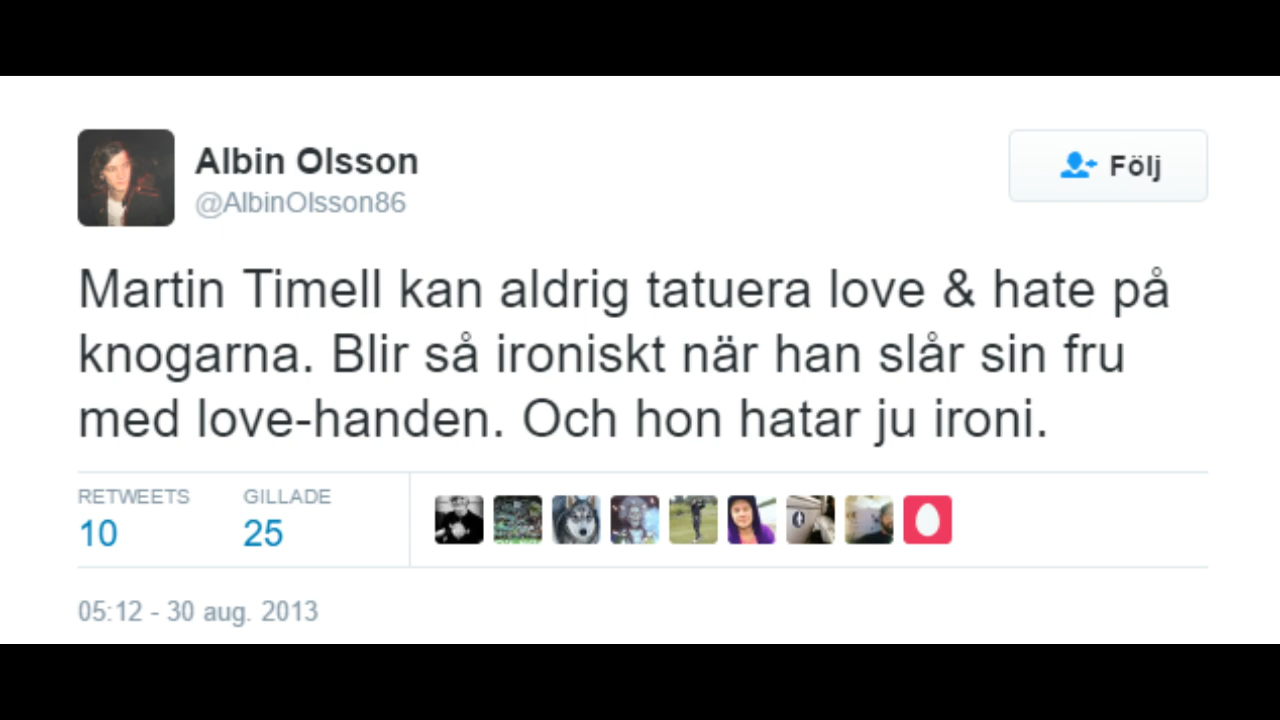 Albin Olsson
@AlbinOlsson86
Följ
Martin Timell kan aldrig tatuera love & hate på
knogarna. Blir så ironiskt när han slår sin fru
med love-handen. Och hon hatar ju ironi.
RETWEETS
10
GILLADE
25
05:12 - 30 aug. 2013